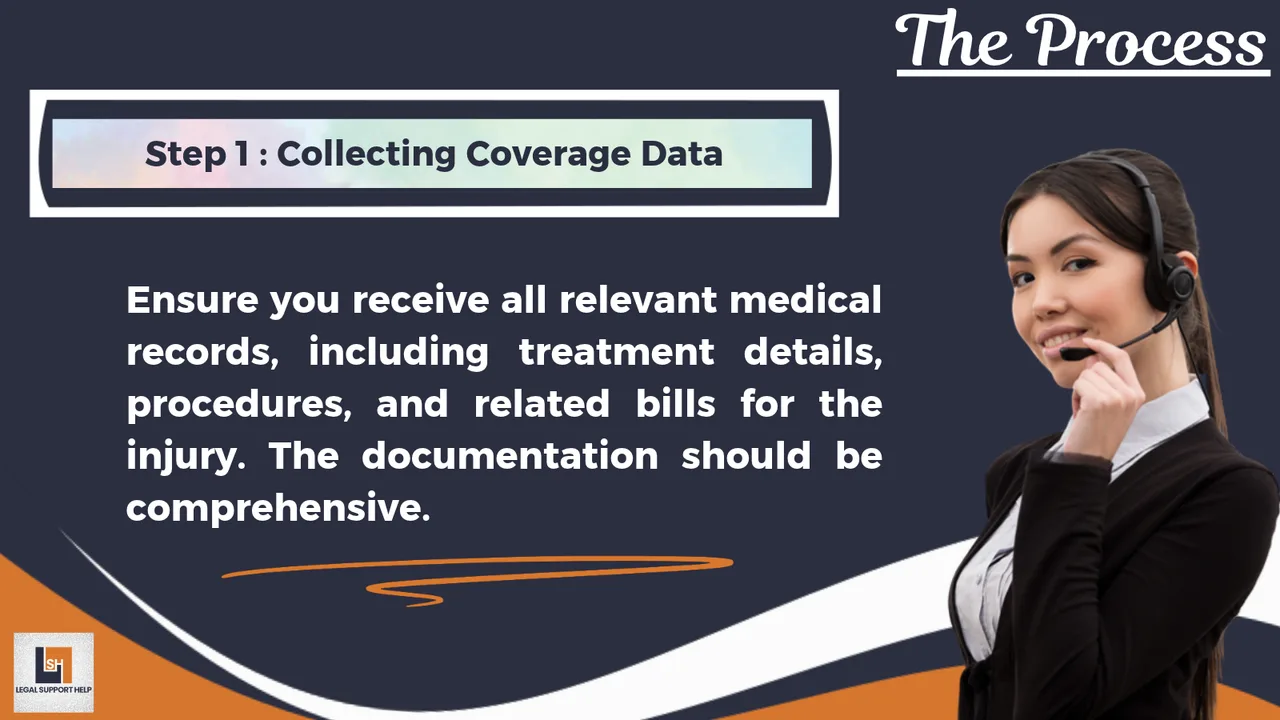 The Process
Step 1 : Collecting Coverage Data
Ensure you receive all relevant medical
records, including treatment details,
procedures, and related bills for the
injury. The documentation should be
comprehensive.
LSH
LEGAL SUPPORT HELP